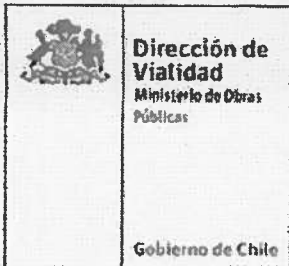 Dirección de
Vialidad
Ministerio de Obras
Públicas
Gobierno de Chile